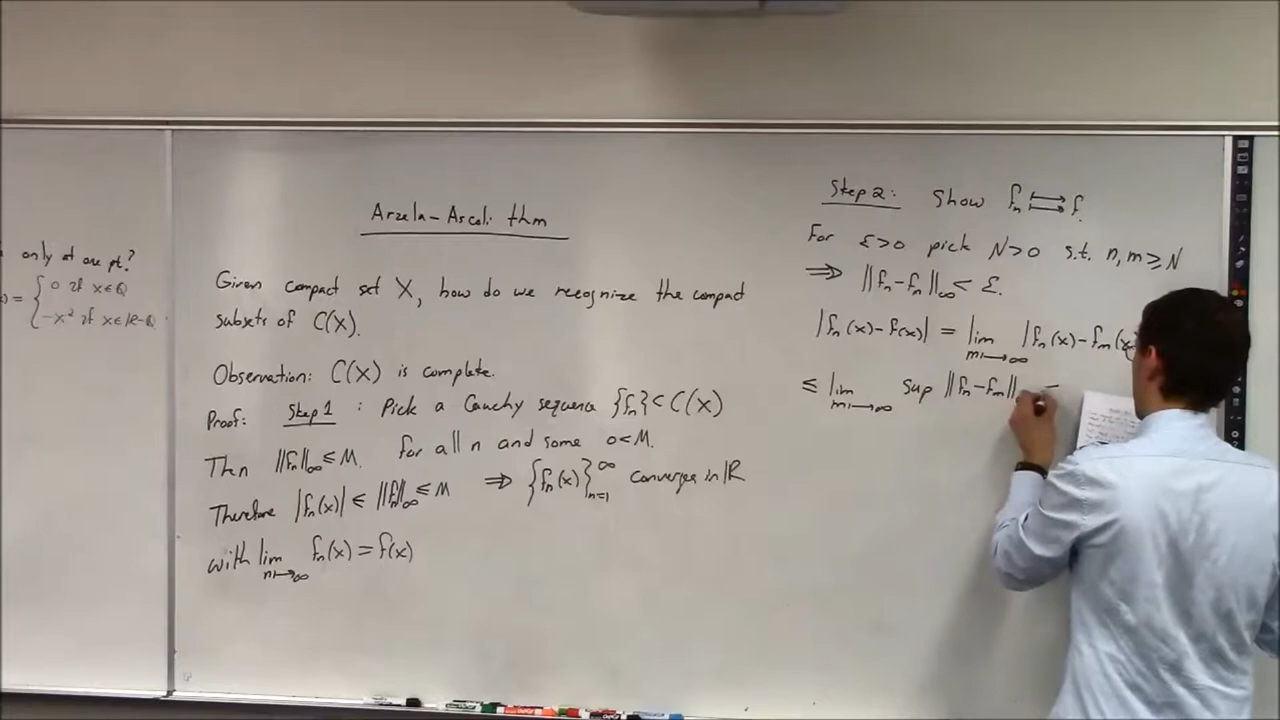 only at one pt?
= { 0 if x∈Q
-x² if x∈R-Q
Arzela-Ascoli thm
Given compact set X, how do we recognize the compact
subsets of C(X).
Observation: C(X) is complete.
Proof: Step 1: Pick a Cauchy sequence {fn} ⊂ C(X)
Then ||fn||∞ ≤ M. for all n and some 0<M.
Therefore |fn(x)| ≤ ||fn||∞ ≤ M ⟹ {fn(x)}∞n=1 converges in R
with lim n→∞ fn(x) = f(x)
Step 2: Show fn ⇉ f.
For ε>0 pick N>0 s.t. n,m ≥ N
⟹ ||fn-fn||∞ < ε.
|fn(x)-f(x)| = lim m→∞ |fn(x)-fm(x)
≤ lim m→∞ sup ||fn-fm||